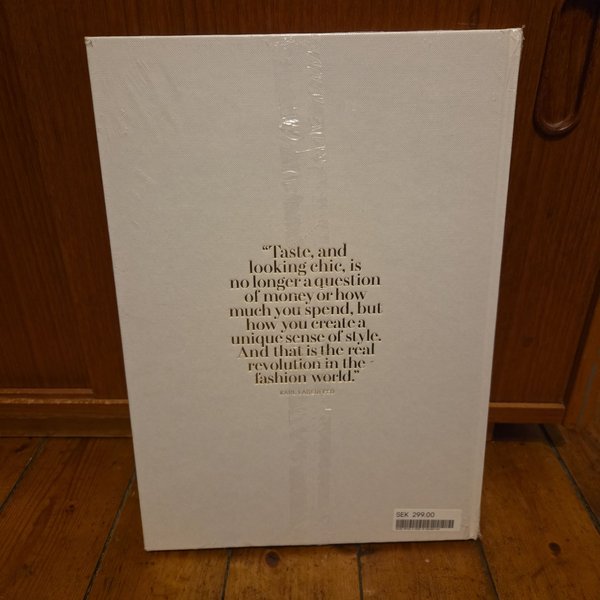 “Taste, and
looking chic, is
no longer a question
of money or how
much you spend, but
how you create a
unique sense of style.
And that is the real
revolution in the
fashion world.”
KARL LAGERFELD
SEK 299.00